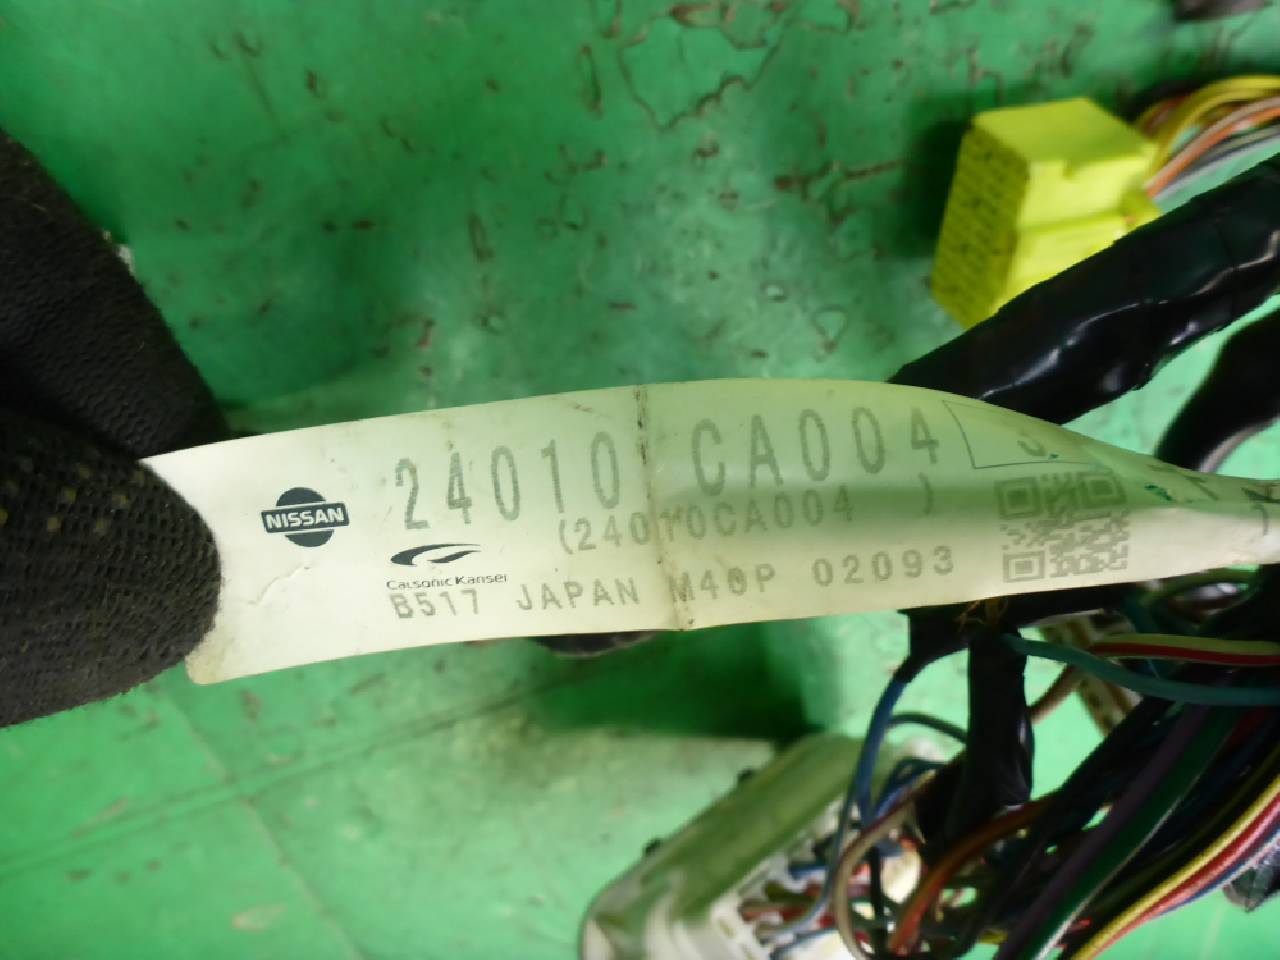 NISSAN
24010 CA004
(24010CA004 )
Calsonic Kansei
B517 JAPAN M40P 02093